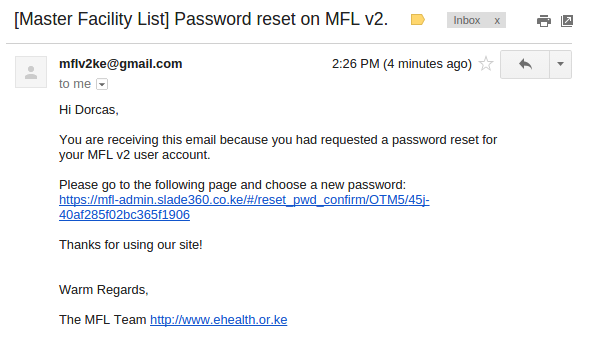 [Master Facility List] Password reset on MFL v2.
Inbox x
mflv2ke@gmail.com
2:26 PM (4 minutes ago)
to me
Hi Dorcas,
You are receiving this email because you had requested a password reset for
your MFL v2 user account.
Please go to the following page and choose a new password:
https://mfl-admin.slade360.co.ke/#/reset_pwd_confirm/OTM5/45j-
40af285f02bc365f1906
Thanks for using our site!
Warm Regards,
The MFL Team http://www.ehealth.or.ke